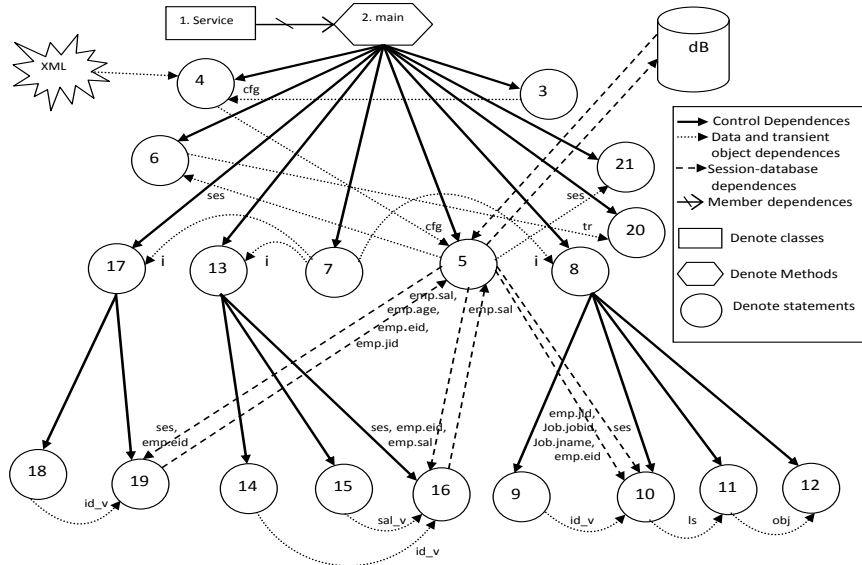 1. Service
2. main
dB
XML
4
cfg
3
Control Dependences
Data and transient
object dependences
Session-database
dependences
Member dependences
Denote classes
Denote Methods
Denote statements
6
21
ses
ses
20
cfg
tr
17
i
13
i
7
5
i
8
emp.sal,
emp.age,
emp.eid,
emp.jid
emp.sal
ses,
emp.eid
ses, emp.eid,
emp.sal
emp.jid,
Job.jobid,
Job.jname,
emp.eid
ses
18
19
14
15
16
9
10
11
12
id_v
sal_v
id_v
id_v
ls
obj